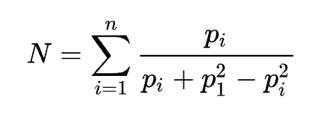 N = \sum_{i=1}^{n} \frac{p_i}{p_i + p_1^2 - p_i^2}